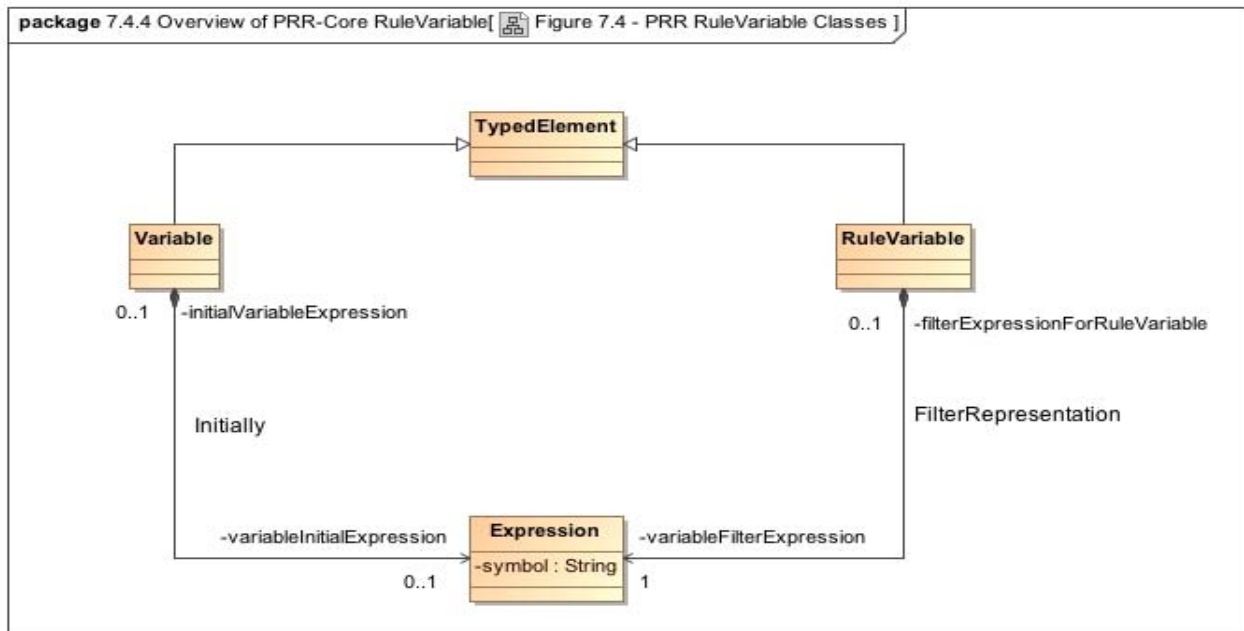 package 7.4.4 Overview of PRR-Core RuleVariable[ Figure 7.4 - PRR RuleVariable Classes ]
TypedElement
Variable
RuleVariable
0..1
-initialVariableExpression
0..1
-filterExpressionForRuleVariable
Initially
FilterRepresentation
-variableInitialExpression
Expression
-variableFilterExpression
0..1
-symbol : String
1